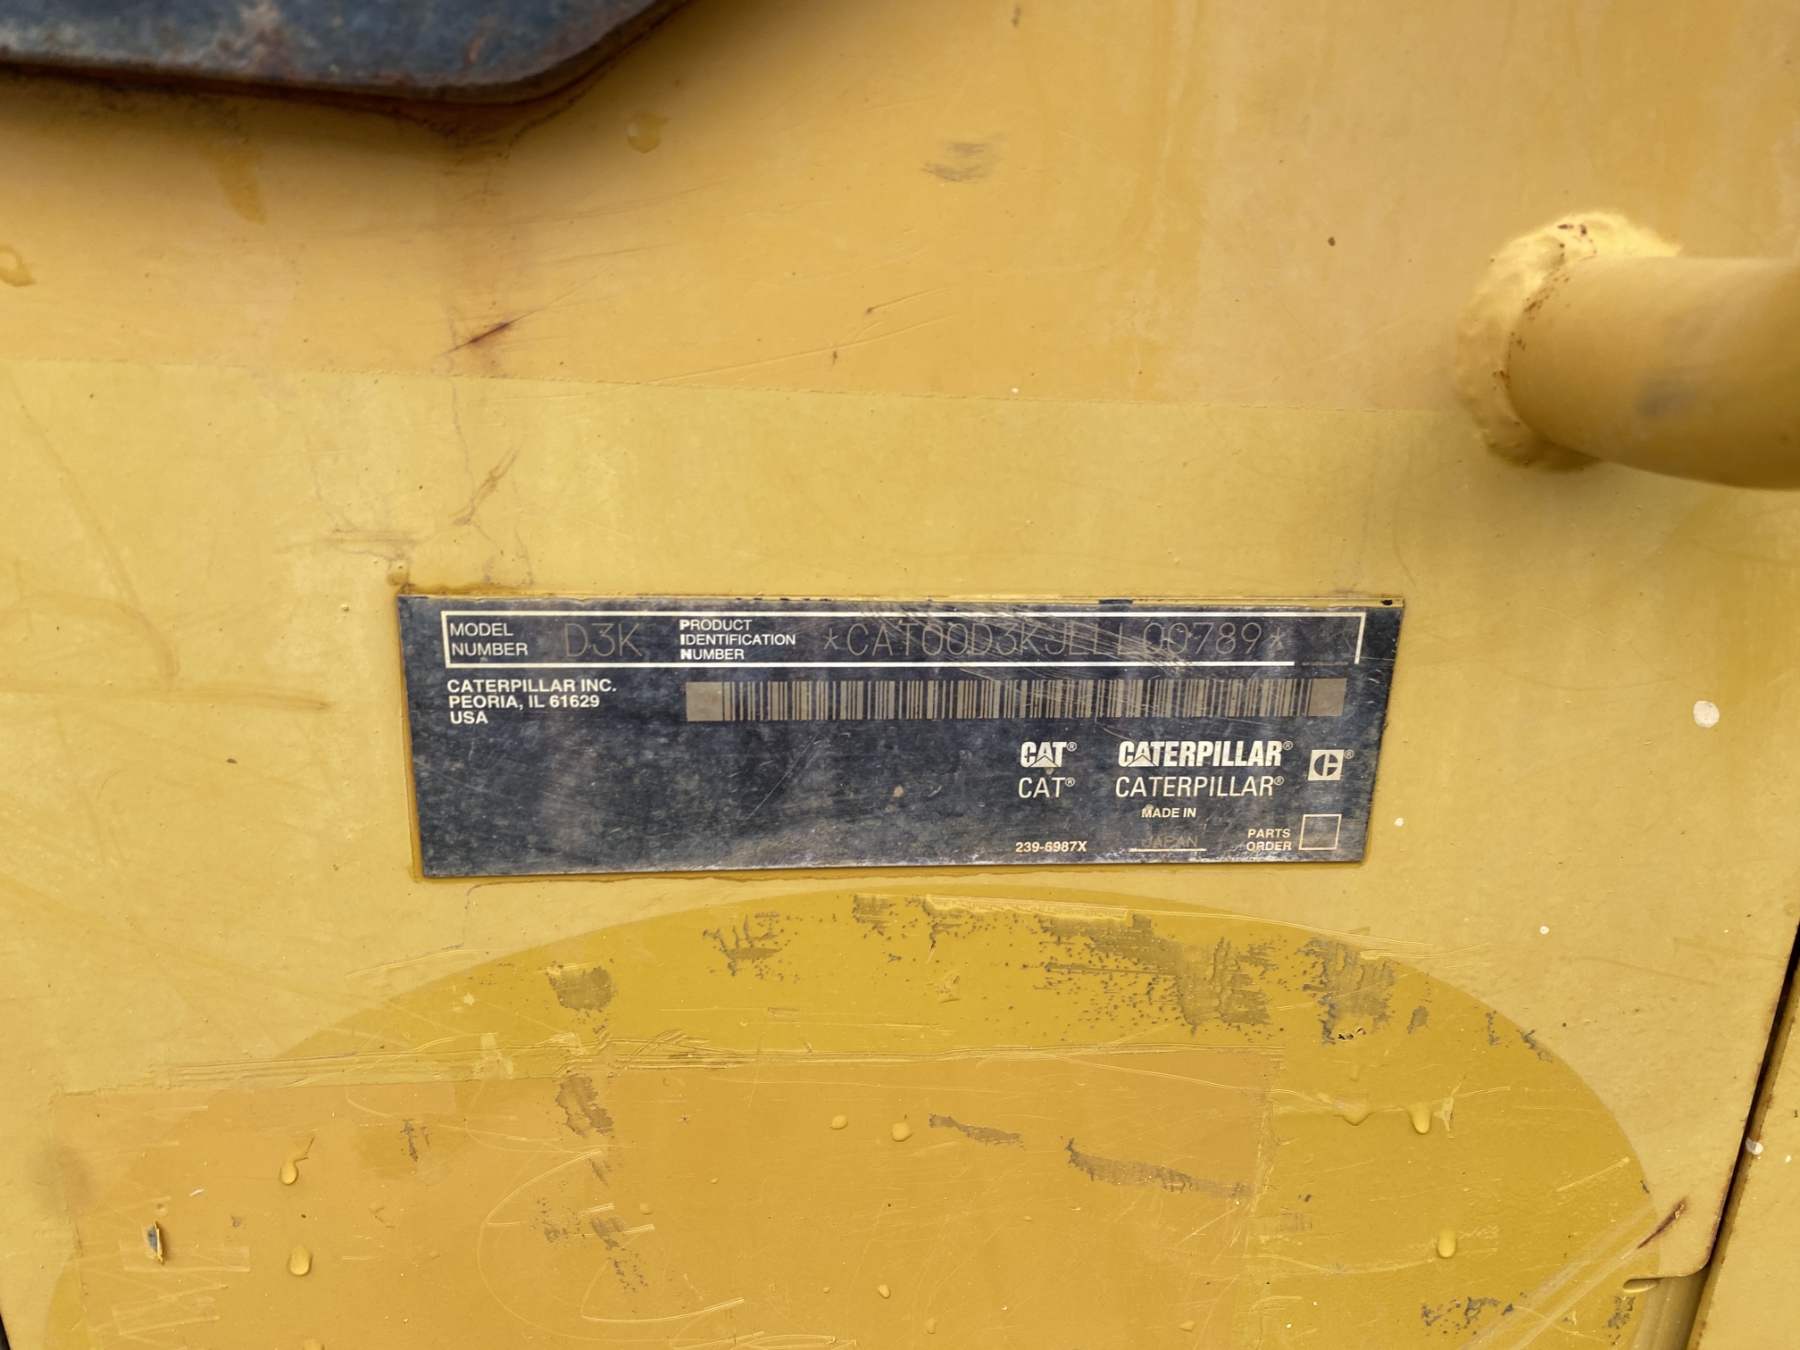 MODEL NUMBER D3K PRODUCT IDENTIFICATION NUMBER *CAT00D3KJLLL00789*
CATERPILLAR INC.
PEORIA, IL 61629
USA
CAT® CATERPILLAR® C®
CAT® CATERPILLAR®
MADE IN
239-6987X JAPAN PARTS ORDER